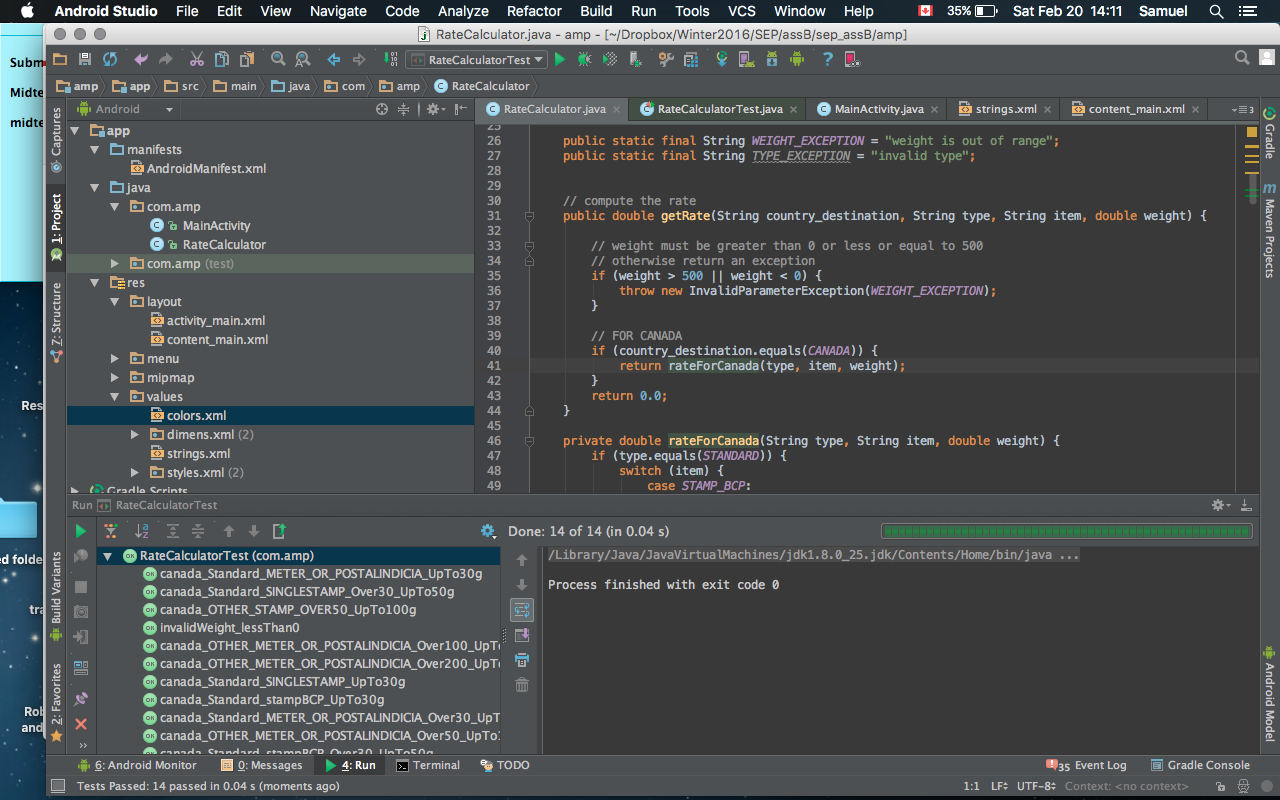 Android Studio File Edit View Navigate Code Analyze Refactor Build Run Tools VCS Window Help 35% Sat Feb 20 14:11 Samuel
RateCalculator.java - amp - [~/Dropbox/Winter2016/SEP/assB/sep_assB/amp]
RateCalculatorTest
amp app src main java com amp RateCalculator
Subm
Midte
midte
Res
ed folde
tra
Rol
and
Captures
1: Project
Z: Structure
Build Variants
2: Favorites
Android
app
manifests
AndroidManifest.xml
java
com.amp
MainActivity
RateCalculator
com.amp (test)
res
layout
activity_main.xml
content_main.xml
menu
mipmap
values
colors.xml
dimens.xml (2)
strings.xml
styles.xml (2)
Gradle Scripts
RateCalculator.java RateCalculatorTest.java MainActivity.java strings.xml content_main.xml 3
25
26 public static final String WEIGHT_EXCEPTION = "weight is out of range";
27 public static final String TYPE_EXCEPTION = "invalid type";
28
29
30 // compute the rate
31 public double getRate(String country_destination, String type, String item, double weight) {
32
33 // weight must be greater than 0 or less or equal to 500
34 // otherwise return an exception
35 if (weight > 500 || weight < 0) {
36 throw new InvalidParameterException(WEIGHT_EXCEPTION);
37 }
38
39 // FOR CANADA
40 if (country_destination.equals(CANADA)) {
41 return rateForCanada(type, item, weight);
42 }
43 return 0.0;
44 }
45
46 private double rateForCanada(String type, String item, double weight) {
47 if (type.equals(STANDARD)) {
48 switch (item) {
49 case STAMP_BCP:
Gradle
Maven Projects
Android Model
Run RateCalculatorTest
Done: 14 of 14 (in 0.04 s)
RateCalculatorTest (com.amp)
canada_Standard_METER_OR_POSTALINDICIA_UpTo30g
canada_Standard_SINGLESTAMP_Over30_UpTo50g
canada_OTHER_STAMP_OVER50_UpTo100g
invalidWeight_lessThan0
canada_OTHER_METER_OR_POSTALINDICIA_Over100_UpT
canada_OTHER_METER_OR_POSTALINDICIA_Over200_UpT
canada_Standard_SINGLESTAMP_UpTo30g
canada_Standard_stampBCP_UpTo30g
canada_Standard_METER_OR_POSTALINDICIA_Over30_UpT
canada_OTHER_METER_OR_POSTALINDICIA_Over50_UpTo
canada_Standard_stampBCP_Over30_UpTo50g
/Library/Java/JavaVirtualMachines/jdk1.8.0_25.jdk/Contents/Home/bin/java ...
Process finished with exit code 0
6: Android Monitor 0: Messages 4: Run Terminal TODO 35 Event Log Gradle Console
Tests Passed: 14 passed in 0.04 s (moments ago) 1:1 LF UTF-8 Context: <no context>